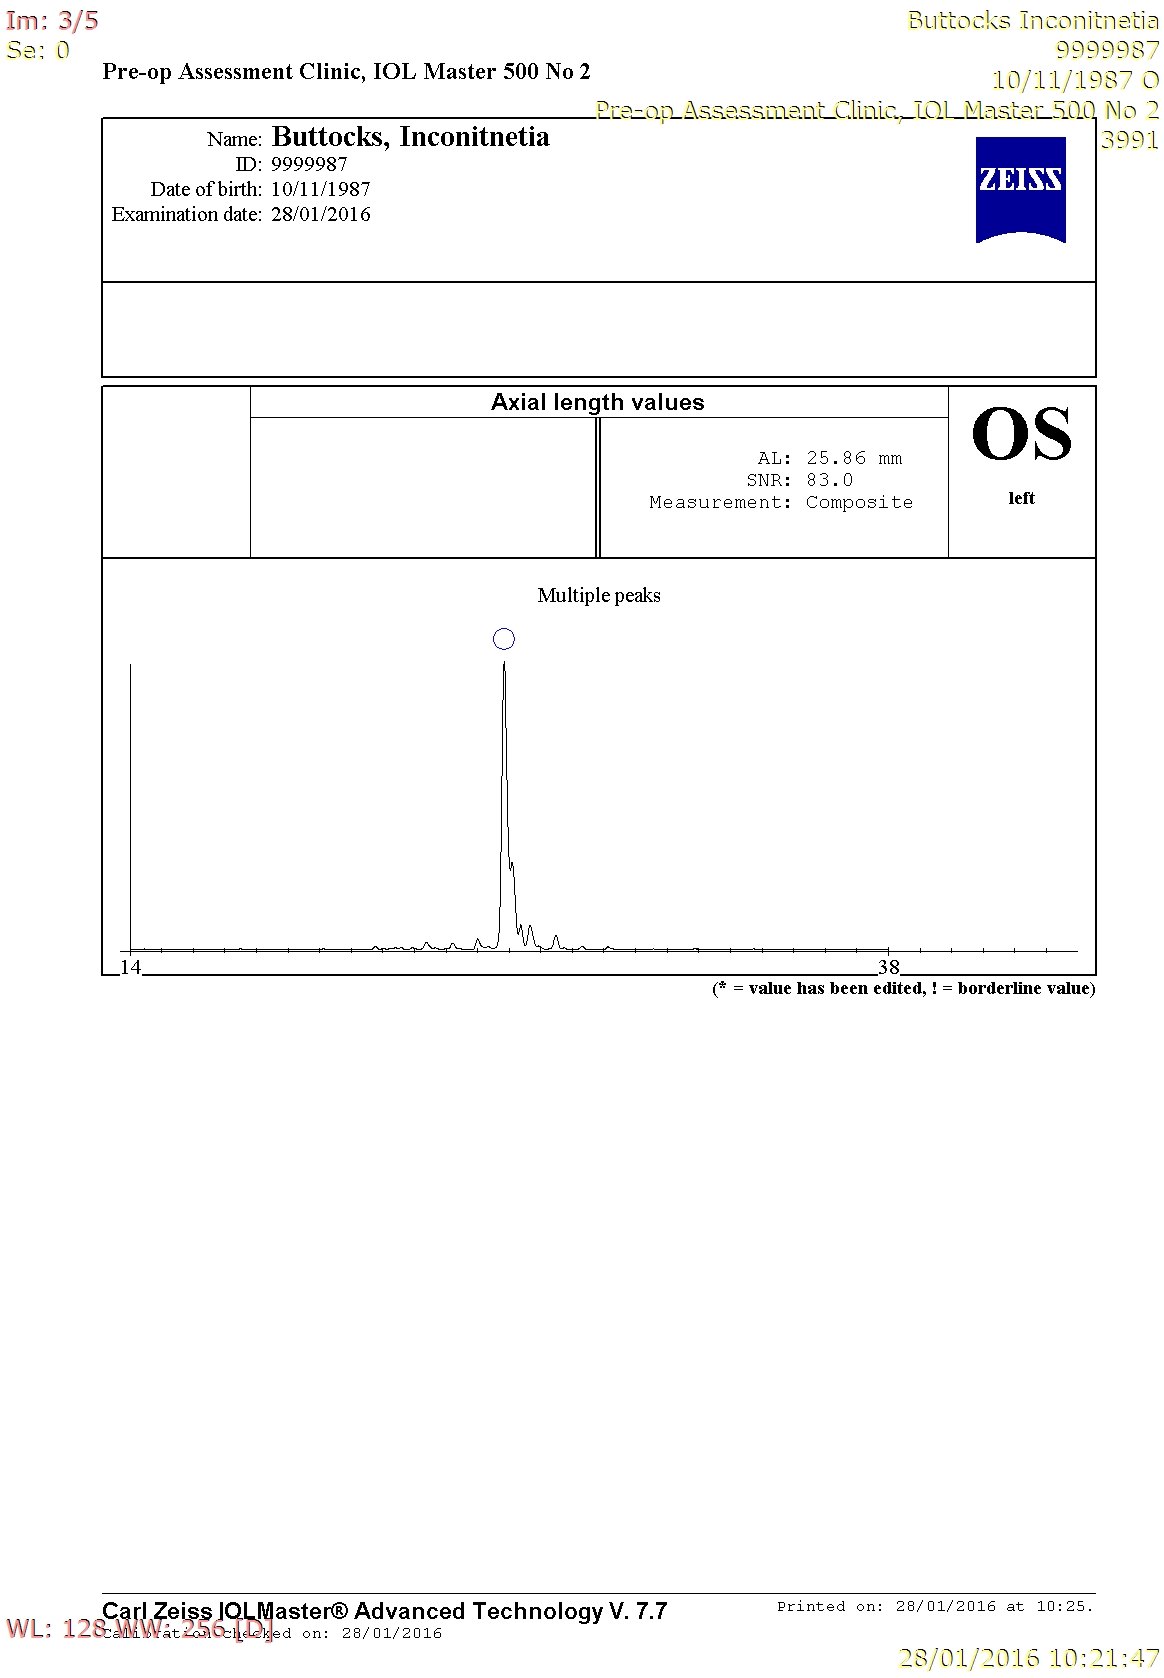 Im: 3/5
Se: 0
Buttocks Inconitnetia
9999987
10/11/1987 O
Pre-op Assessment Clinic, IOL Master 500 No 2
3991
Pre-op Assessment Clinic, IOL Master 500 No 2
Name: Buttocks, Inconitnetia
ID: 9999987
Date of birth: 10/11/1987
Examination date: 28/01/2016
ZEISS
Axial length values
AL: 25.86 mm
SNR: 83.0
Measurement: Composite
OS
left
Multiple peaks
14 38
(* = value has been edited, ! = borderline value)
Carl Zeiss IOLMaster® Advanced Technology V. 7.7
Calibration checked on: 28/01/2016
Printed on: 28/01/2016 at 10:25.
WL: 128 WW: 256 [D]
28/01/2016 10:21:47